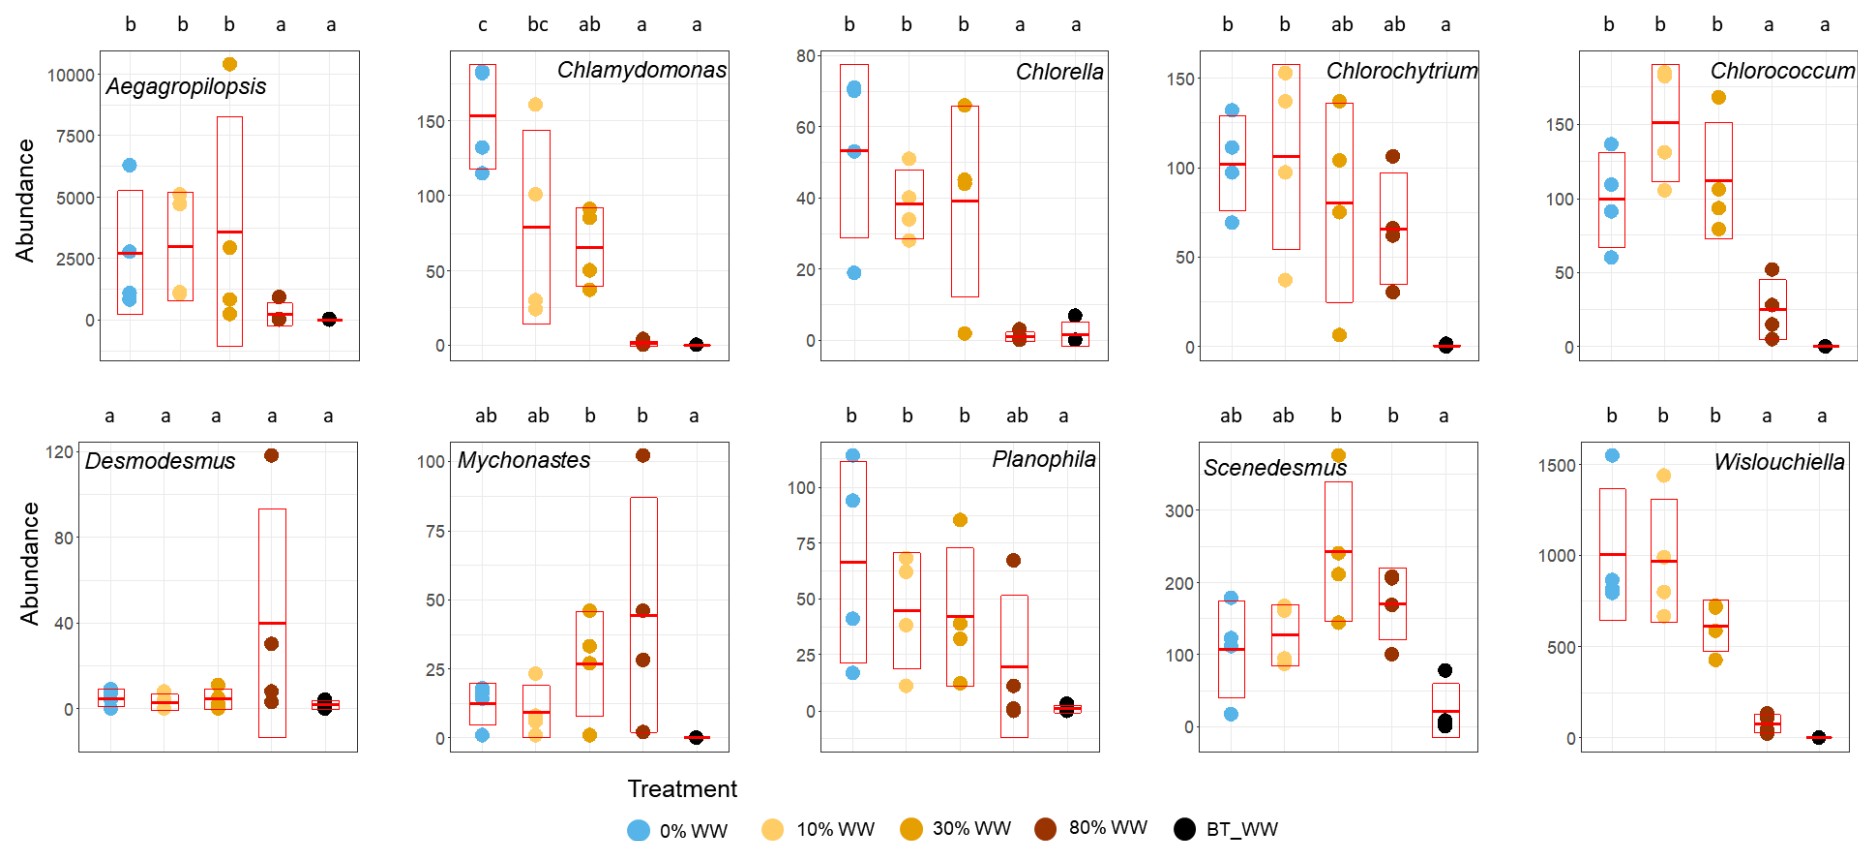 b b b a a
c bc ab a a
b b b a a
b b ab ab a
b b b a a
Abundance
10000
7500
5000
2500
0
Aegagropilopsis
150
100
50
0
Chlamydomonas
80
60
40
20
0
Chlorella
150
100
50
0
Chlorochytrium
150
100
50
0
Chlorococcum
a a a a a
ab ab b b a
b b b ab a
ab ab b b a
b b b a a
Abundance
120
80
40
0
Desmodesmus
100
75
50
25
0
Mychonastes
100
75
50
25
0
Planophila
300
200
100
0
Scenedesmus
1500
1000
500
0
Wislouchiella
Treatment
0% WW 10% WW 30% WW 80% WW BT_WW